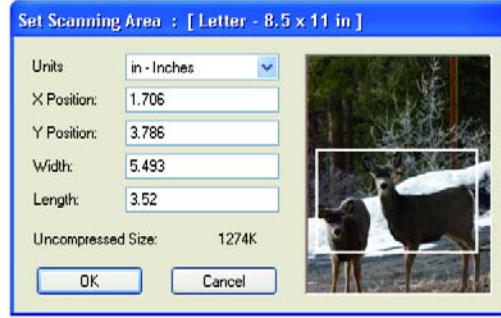 Set Scanning Area : [ Letter - 8.5 x 11 in ]
Units in - Inches
X Position: 1.706
Y Position: 3.786
Width: 5.493
Length: 3.52
Uncompressed Size: 1274K
OK Cancel